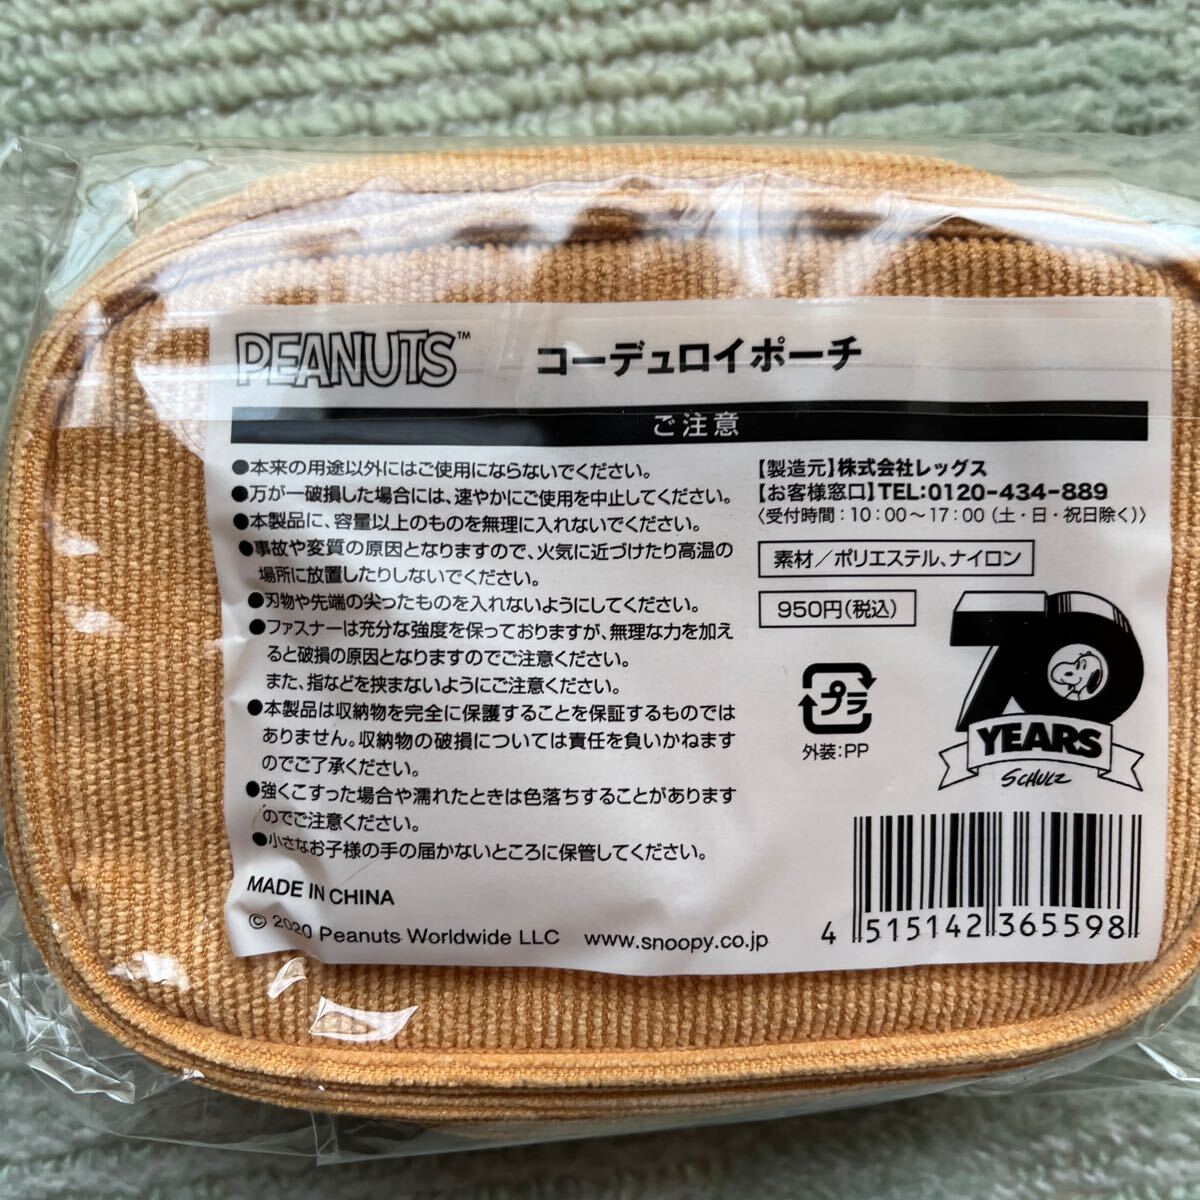 PEANUTS™
コーデュロイポーチ
ご注意
●本来の用途以外にはご使用にならないでください。
●万が一破損した場合には、速やかにご使用を中止してください。
●本製品に、容量以上のものを無理に入れないでください。
●事故や変質の原因となりますので、火気に近づけたり高温の
場所に放置したりしないでください。
●刃物や先端の尖ったものを入れないようにしてください。
●ファスナーは充分な強度を保っておりますが、無理な力を加え
ると破損の原因となりますのでご注意ください。
また、指などを挟まないようにご注意ください。
●本製品は収納物を完全に保護することを保証するものでは
ありません。収納物の破損については責任を負いかねます
のでご了承ください。
●強くこすった場合や濡れたときは色落ちすることがあります
のでご注意ください。
●小さなお子様の手の届かないところに保管してください。
MADE IN CHINA
© 2020 Peanuts Worldwide LLC www.snoopy.co.jp
【製造元】株式会社レッグス
【お客様窓口】TEL:0120-434-889
〈受付時間：10：00～17：00（土・日・祝日除く）〉
素材／ポリエステル、ナイロン
950円（税込）
プラ
外装：PP
70
YEARS
SCHULZ
4 515142 365598